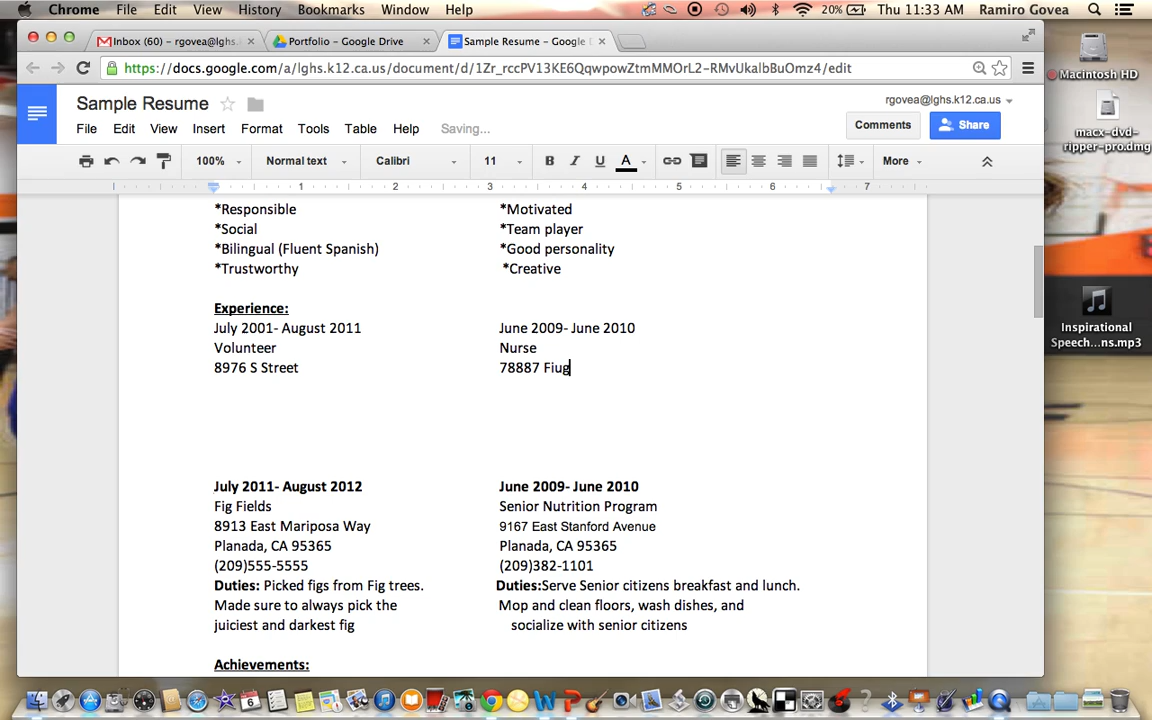 Chrome File Edit View History Bookmarks Window Help 20% Thu 11:33 AM Ramiro Govea
Inbox (60) – rgovea@lghs. Portfolio – Google Drive Sample Resume – Google
https://docs.google.com/a/lghs.k12.ca.us/document/d/1Zr_rccPV13KE6QqwpowZtmMMOrL2-RMvUkalbBuOmz4/edit
Macintosh HD
Sample Resume
rgovea@lghs.k12.ca.us
File Edit View Insert Format Tools Table Help Saving...
Comments Share
macx-dvd-
ripper-pro.dmg
100% Normal text Calibri 11 B I U A More
1 2 3 4 5 6 7
*Responsible *Motivated
*Social *Team player
*Bilingual (Fluent Spanish) *Good personality
*Trustworthy *Creative
Experience:
July 2001- August 2011 June 2009- June 2010
Volunteer Nurse
8976 S Street 78887 Fiug
Inspirational
Speech...ns.mp3
July 2011- August 2012 June 2009- June 2010
Fig Fields Senior Nutrition Program
8913 East Mariposa Way 9167 East Stanford Avenue
Planada, CA 95365 Planada, CA 95365
(209)555-5555 (209)382-1101
Duties: Picked figs from Fig trees. Duties:Serve Senior citizens breakfast and lunch.
Made sure to always pick the Mop and clean floors, wash dishes, and
juiciest and darkest fig socialize with senior citizens
Achievements: